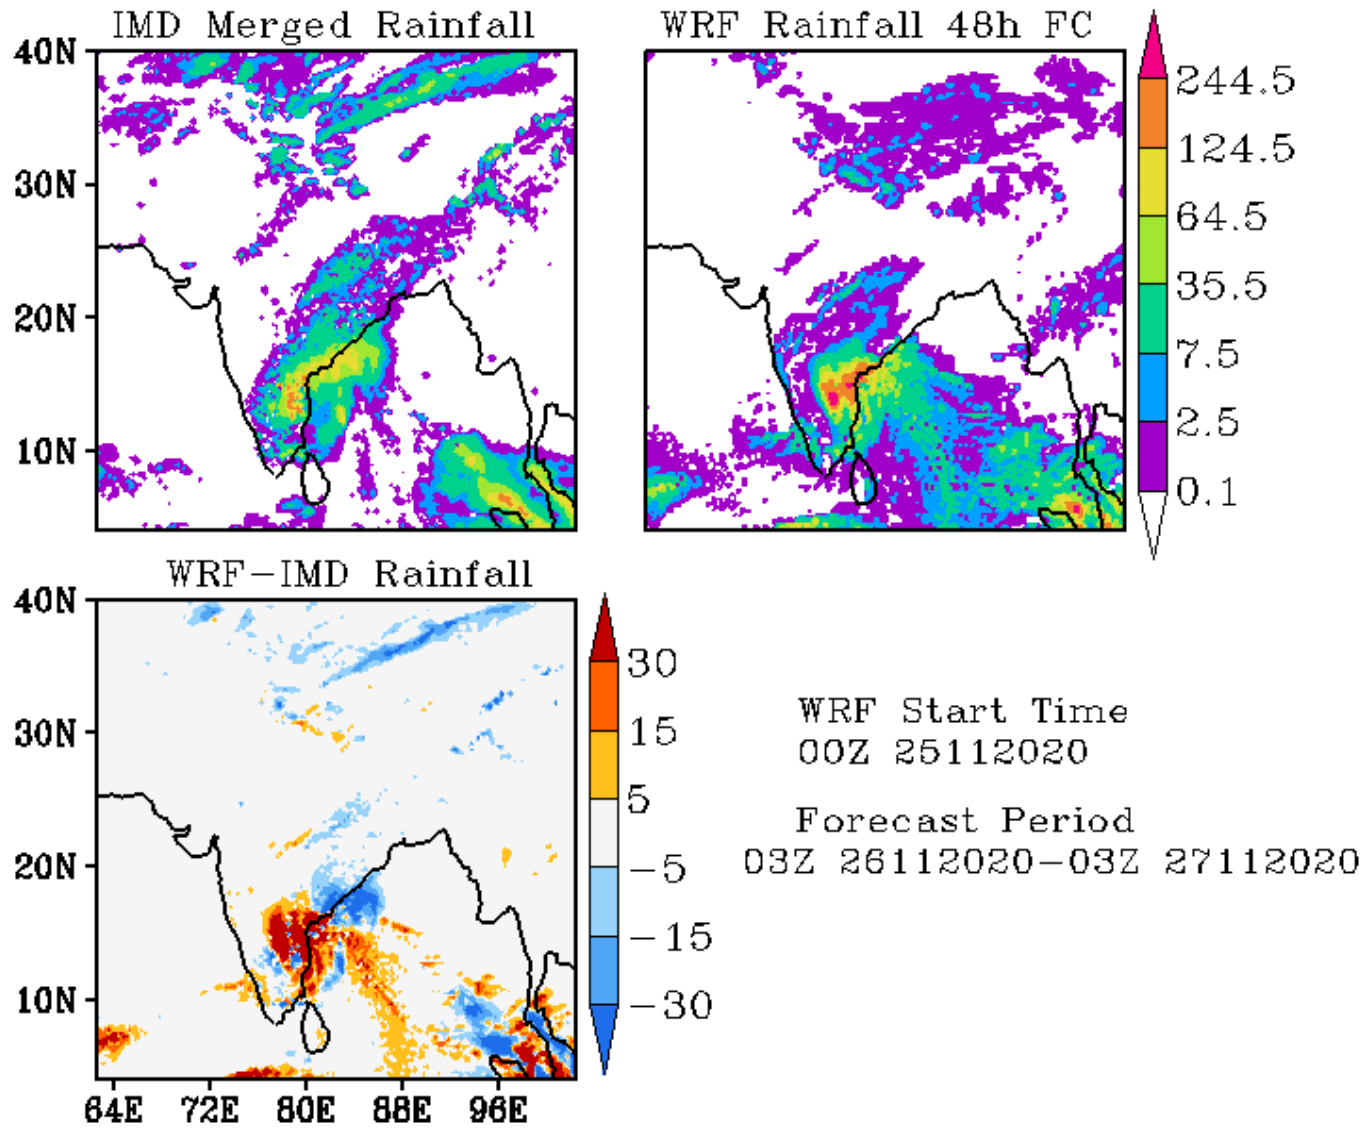 IMD Merged Rainfall
WRF Rainfall 48h FC
40N
30N
20N
10N
244.5
124.5
64.5
35.5
7.5
2.5
0.1
WRF-IMD Rainfall
40N
30N
20N
10N
64E 72E 80E 88E 96E
30
15
5
-5
-15
-30
WRF Start Time
00Z 25112020
Forecast Period
03Z 26112020-03Z 27112020